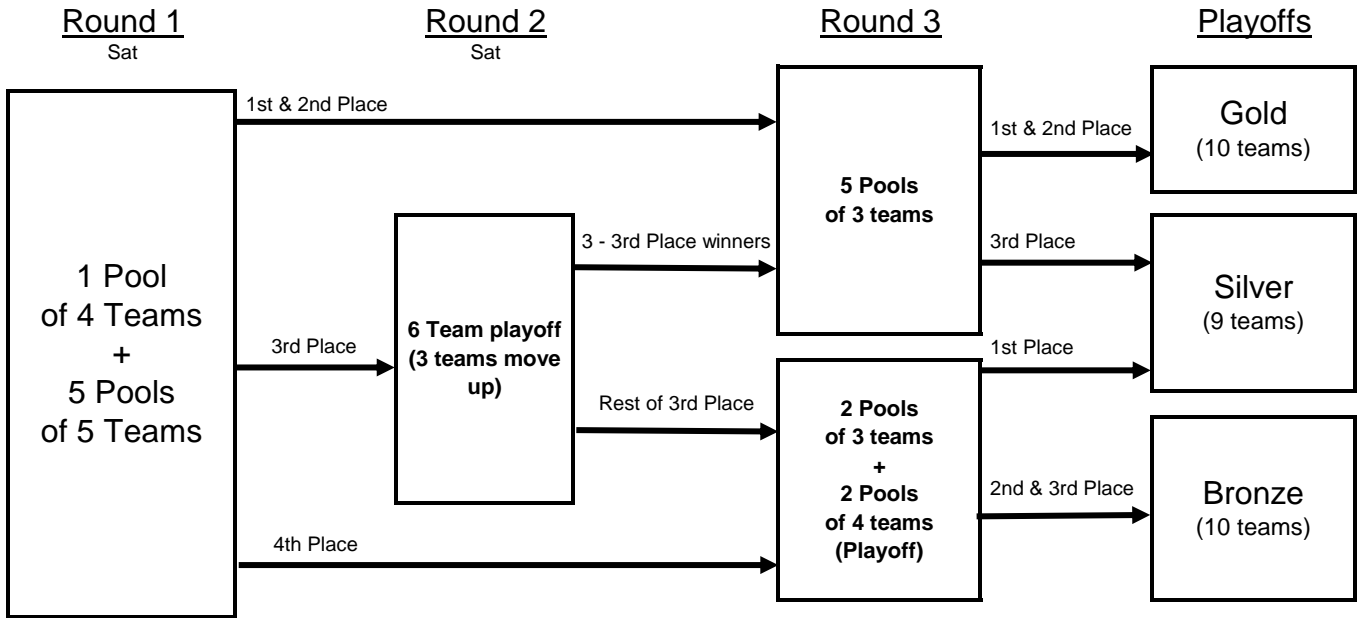 Round 1
Sat
Round 2
Sat
Round 3
Playoffs
1st & 2nd Place
1 Pool
of 4 Teams
+
5 Pools
of 5 Teams
3rd Place
4th Place
6 Team playoff
(3 teams move
up)
3 - 3rd Place winners
Rest of 3rd Place
5 Pools
of 3 teams
2 Pools
of 3 teams
+
2 Pools
of 4 teams
(Playoff)
1st & 2nd Place
3rd Place
1st Place
2nd & 3rd Place
Gold
(10 teams)
Silver
(9 teams)
Bronze
(10 teams)